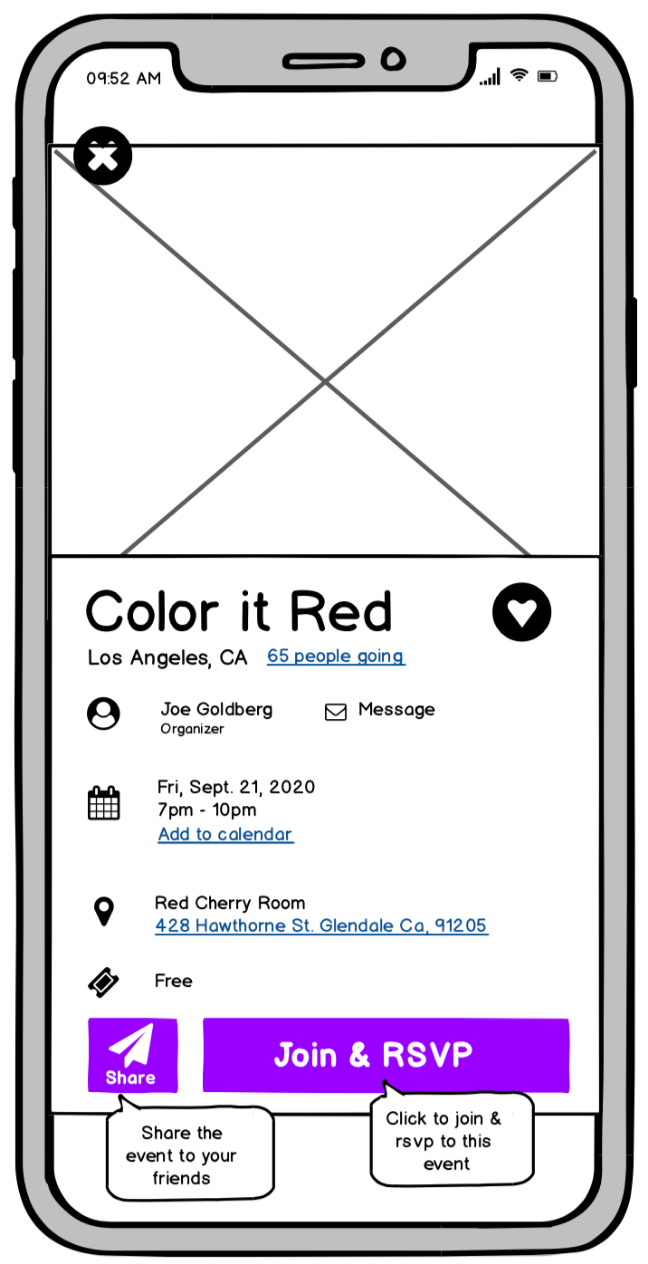 09:52 AM
Color it Red
Los Angeles, CA 65 people going
Joe Goldberg Message
Organizer
Fri, Sept. 21, 2020
7pm - 10pm
Add to calendar
Red Cherry Room
428 Hawthorne St. Glendale Ca, 91205
Free
Share
Join & RSVP
Share the
event to your
friends
Click to join &
rsvp to this
event